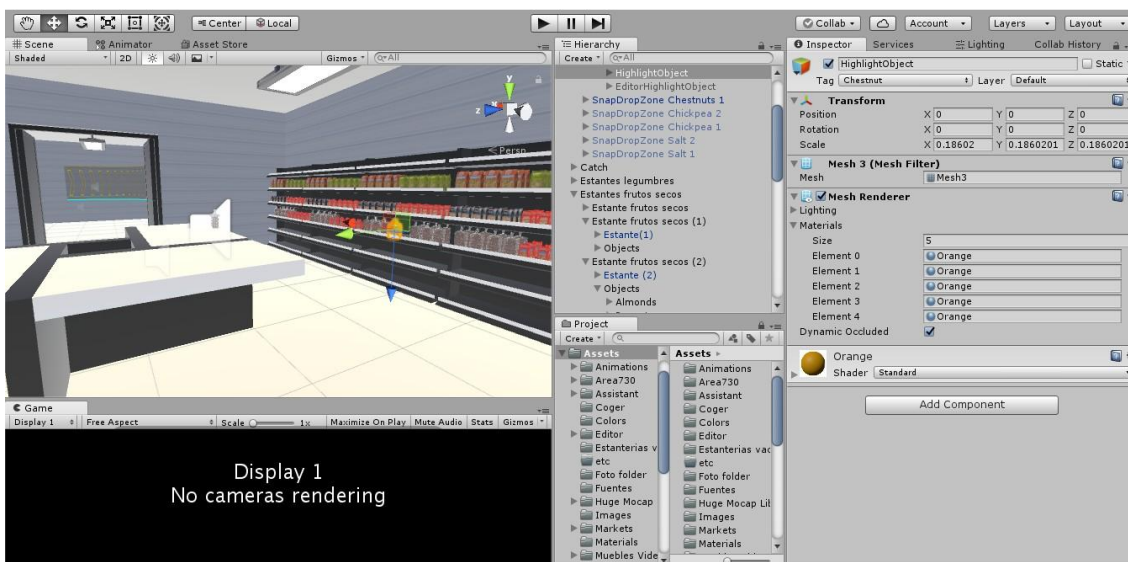 Center Local
Collab Account Layers Layout
Scene Animator Asset Store
Shaded 2D Gizmos All
y
z
Persp
Hierarchy
Create All
HighlightObject
EditorHighlightObject
SnapDropZone Chestnuts 1
SnapDropZone Chickpea 2
SnapDropZone Chickpea 1
SnapDropZone Salt 2
SnapDropZone Salt 1
Catch
Estantes legumbres
Estantes frutos secos
Estante frutos secos
Estante frutos secos (1)
Estante(1)
Objects
Estante frutos secos (2)
Estante (2)
Objects
Almonds
Inspector Services Lighting Collab History
HighlightObject Static
Tag Chestnut Layer Default
Transform
Position X 0 Y 0 Z 0
Rotation X 0 Y 0 Z 0
Scale X 0.18602 Y 0.1860201 Z 0.1860201
Mesh 3 (Mesh Filter)
Mesh Mesh3
Mesh Renderer
Lighting
Materials
Size 5
Element 0 Orange
Element 1 Orange
Element 2 Orange
Element 3 Orange
Element 4 Orange
Dynamic Occluded
Orange
Shader Standard
Add Component
Project
Create
Assets
Animations
Area730
Assistant
Coger
Colors
Editor
Estanterias v
etc
Foto folder
Fuentes
Huge Mocap
Images
Markets
Materials
Muebles Vide
Assets
Animations
Area730
Assistant
Coger
Colors
Editor
Estanterias vac
etc
Foto folder
Fuentes
Huge Mocap Lib
Images
Markets
Materials
Game
Display 1 Free Aspect Scale 1x Maximize On Play Mute Audio Stats Gizmos
Display 1
No cameras rendering